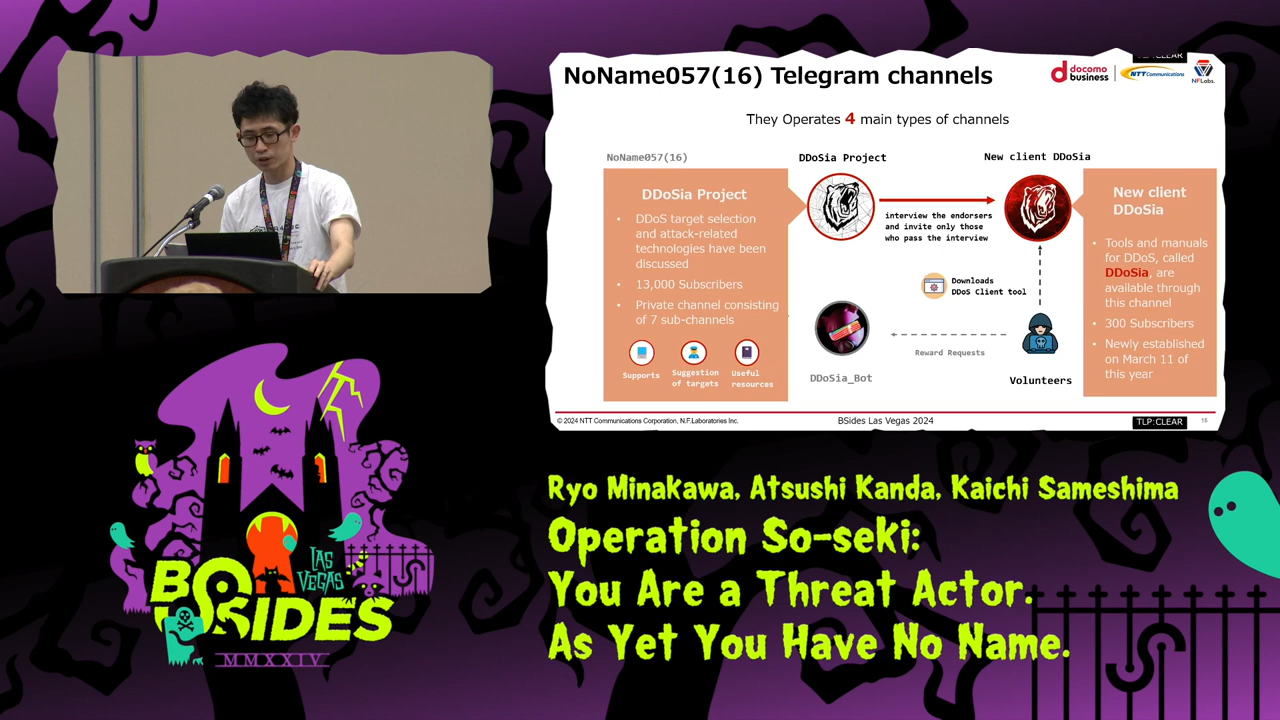 NoName057(16) Telegram channels
TLP:CLEAR
docomo
business
NTT Communications
NFLabs.
They Operates 4 main types of channels
NoName057(16)
DDoSia Project
New client DDoSia
DDoSia Project
• DDoS target selection
and attack-related
technologies have been
discussed
• 13,000 Subscribers
• Private channel consisting
of 7 sub-channels
Supports
Suggestion
of targets
Useful
resources
interview the endorsers
and invite only those
who pass the interview
Downloads
DDoS Client tool
Reward Requests
DDoSia_Bot
Volunteers
New client
DDoSia
• Tools and manuals
for DDoS, called
DDoSia, are
available through
this channel
• 300 Subscribers
• Newly established
on March 11 of
this year
© 2024 NTT Communications Corporation, N.F.Laboratories Inc.
BSides Las Vegas 2024
TLP:CLEAR
15
LAS
VEGAS
BSIDES
MMXXIV
Ryo Minakawa, Atsushi Kanda, Kaichi Sameshima
Operation So-seki:
You Are a Threat Actor.
As Yet You Have No Name.